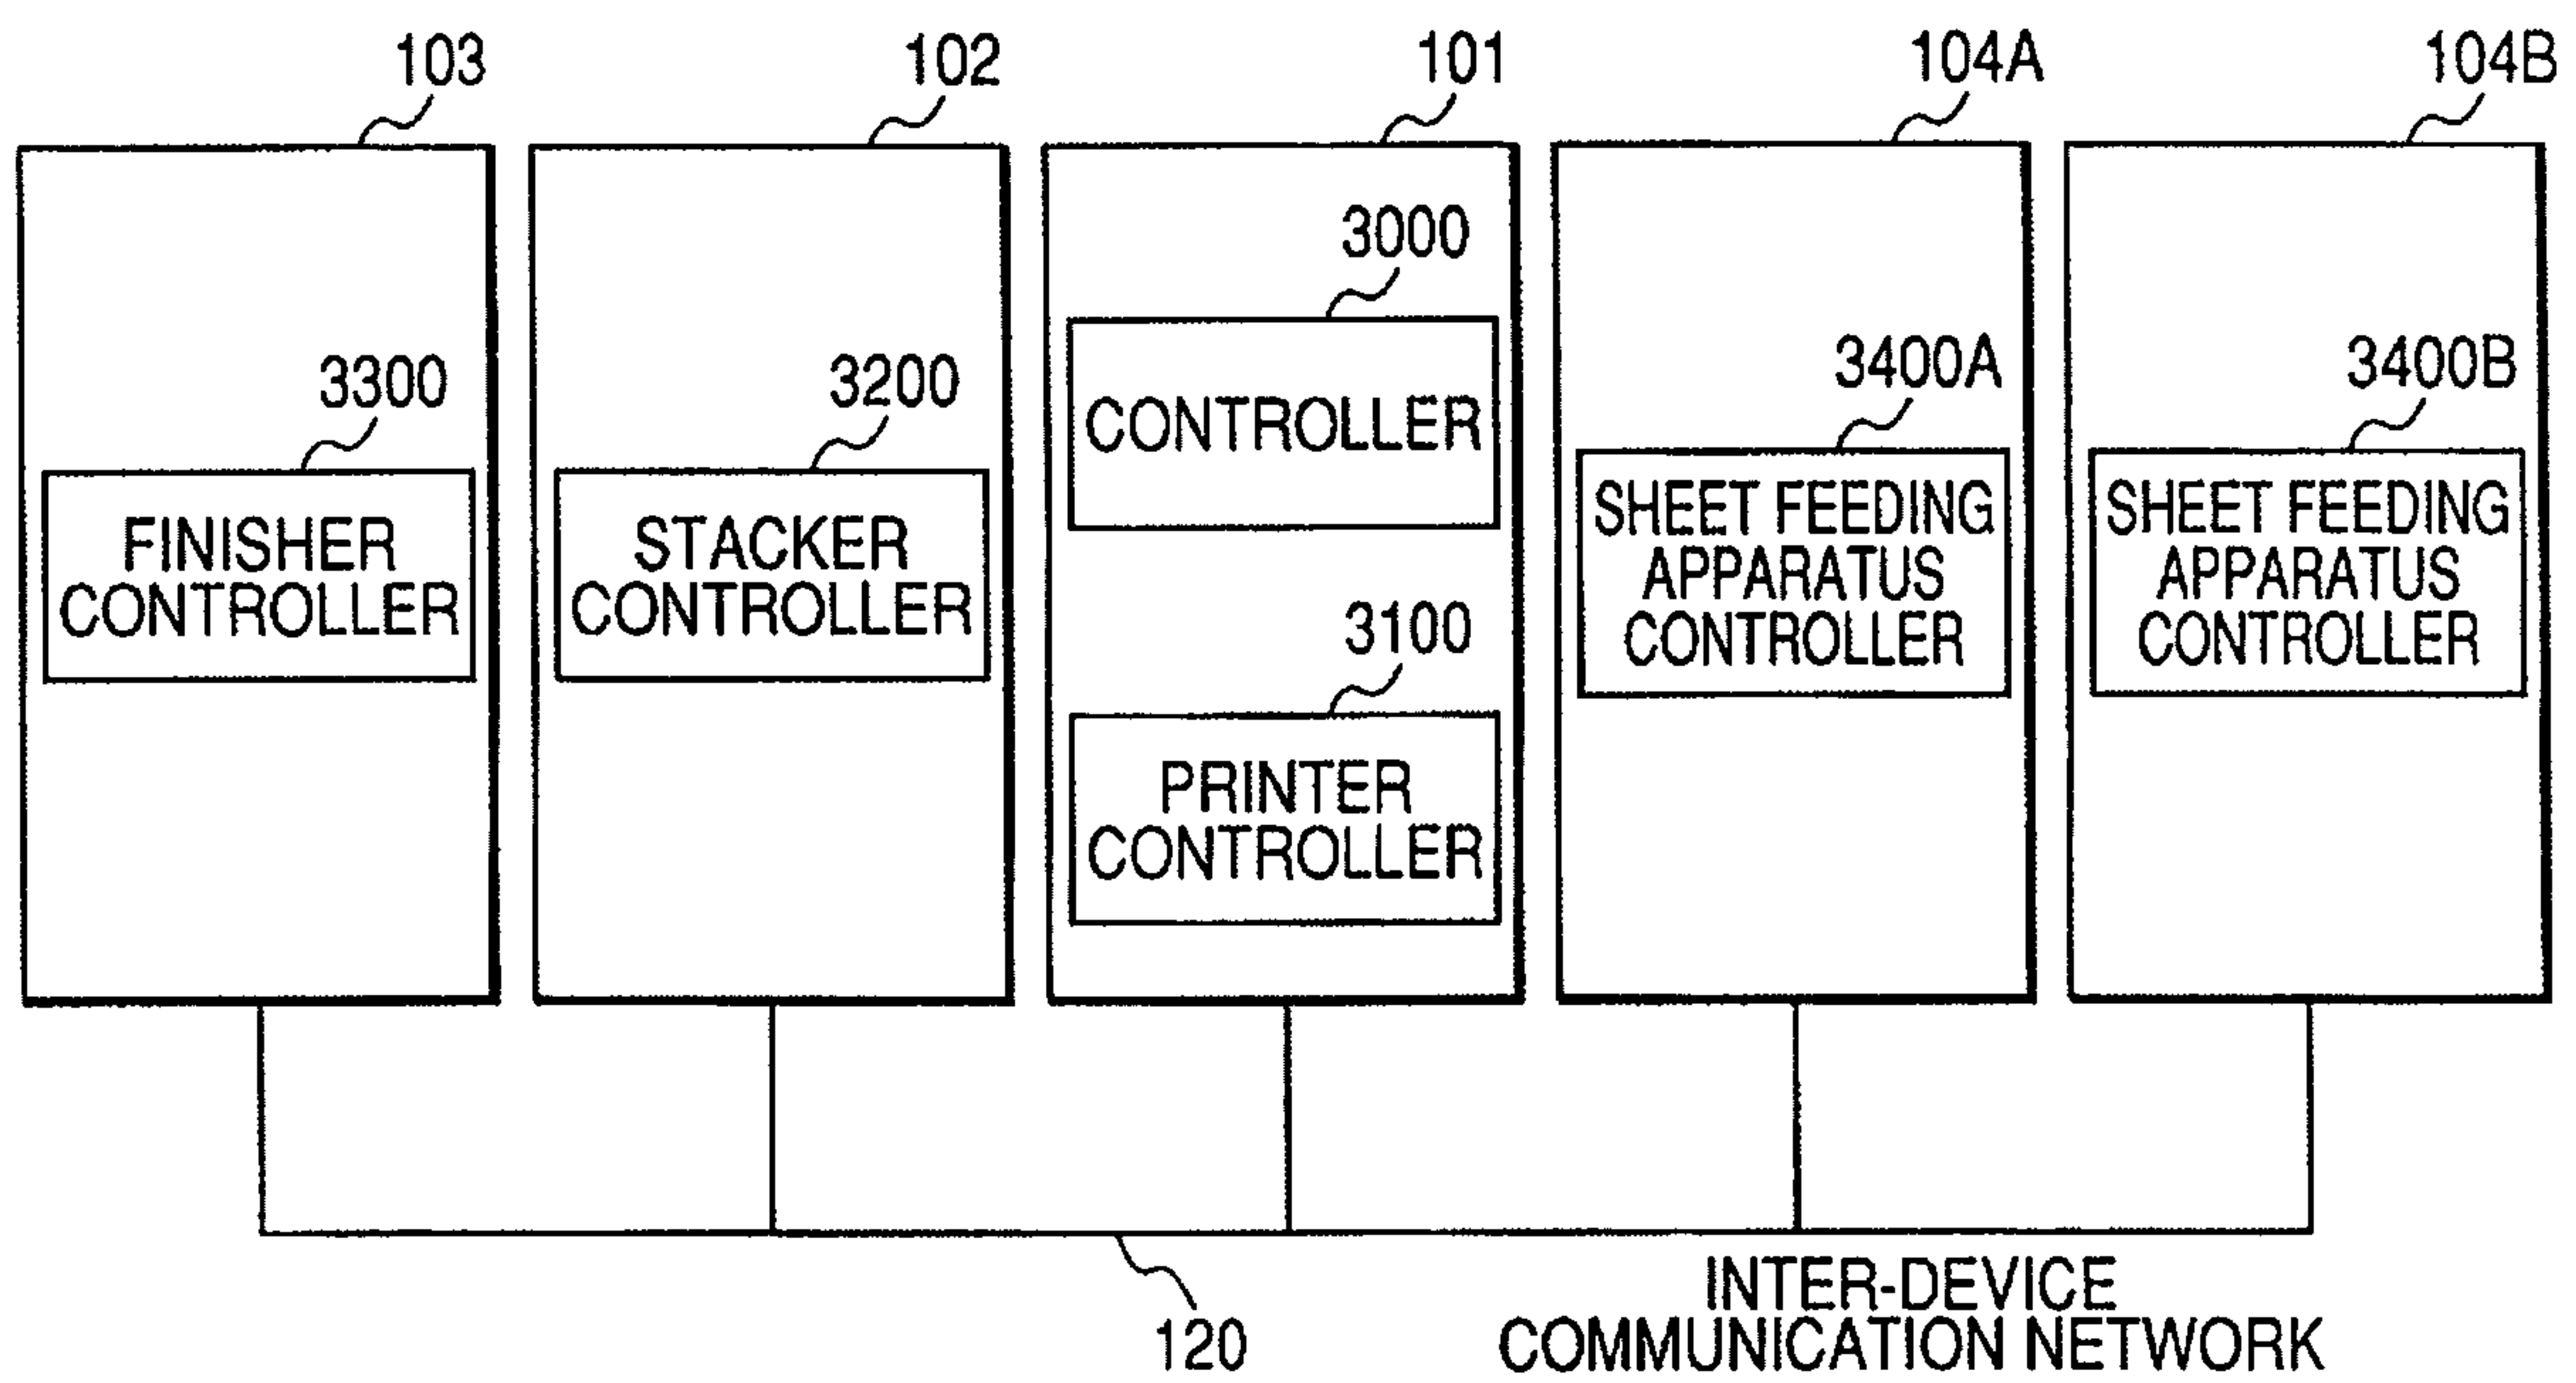 103
102
101
104A
104B
3000
3300
3200
3400A
3400B
CONTROLLER
FINISHER
CONTROLLER
STACKER
CONTROLLER
SHEET FEEDING
APPARATUS
CONTROLLER
SHEET FEEDING
APPARATUS
CONTROLLER
3100
PRINTER
CONTROLLER
120
INTER-DEVICE
COMMUNICATION NETWORK